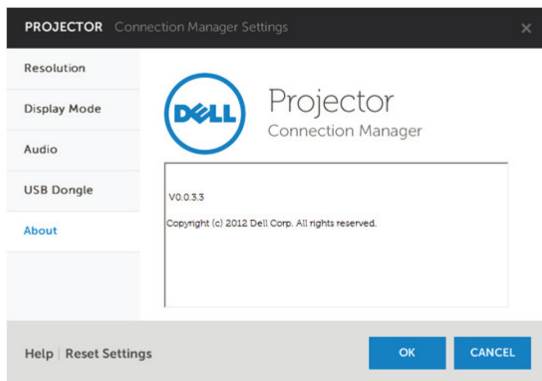 PROJECTOR Connection Manager Settings ×
Resolution
Display Mode
Audio
USB Dongle
About
DELL
Projector
Connection Manager
V0.0.3.3
Copyright (c) 2012 Dell Corp. All rights reserved.
Help | Reset Settings
OK
CANCEL